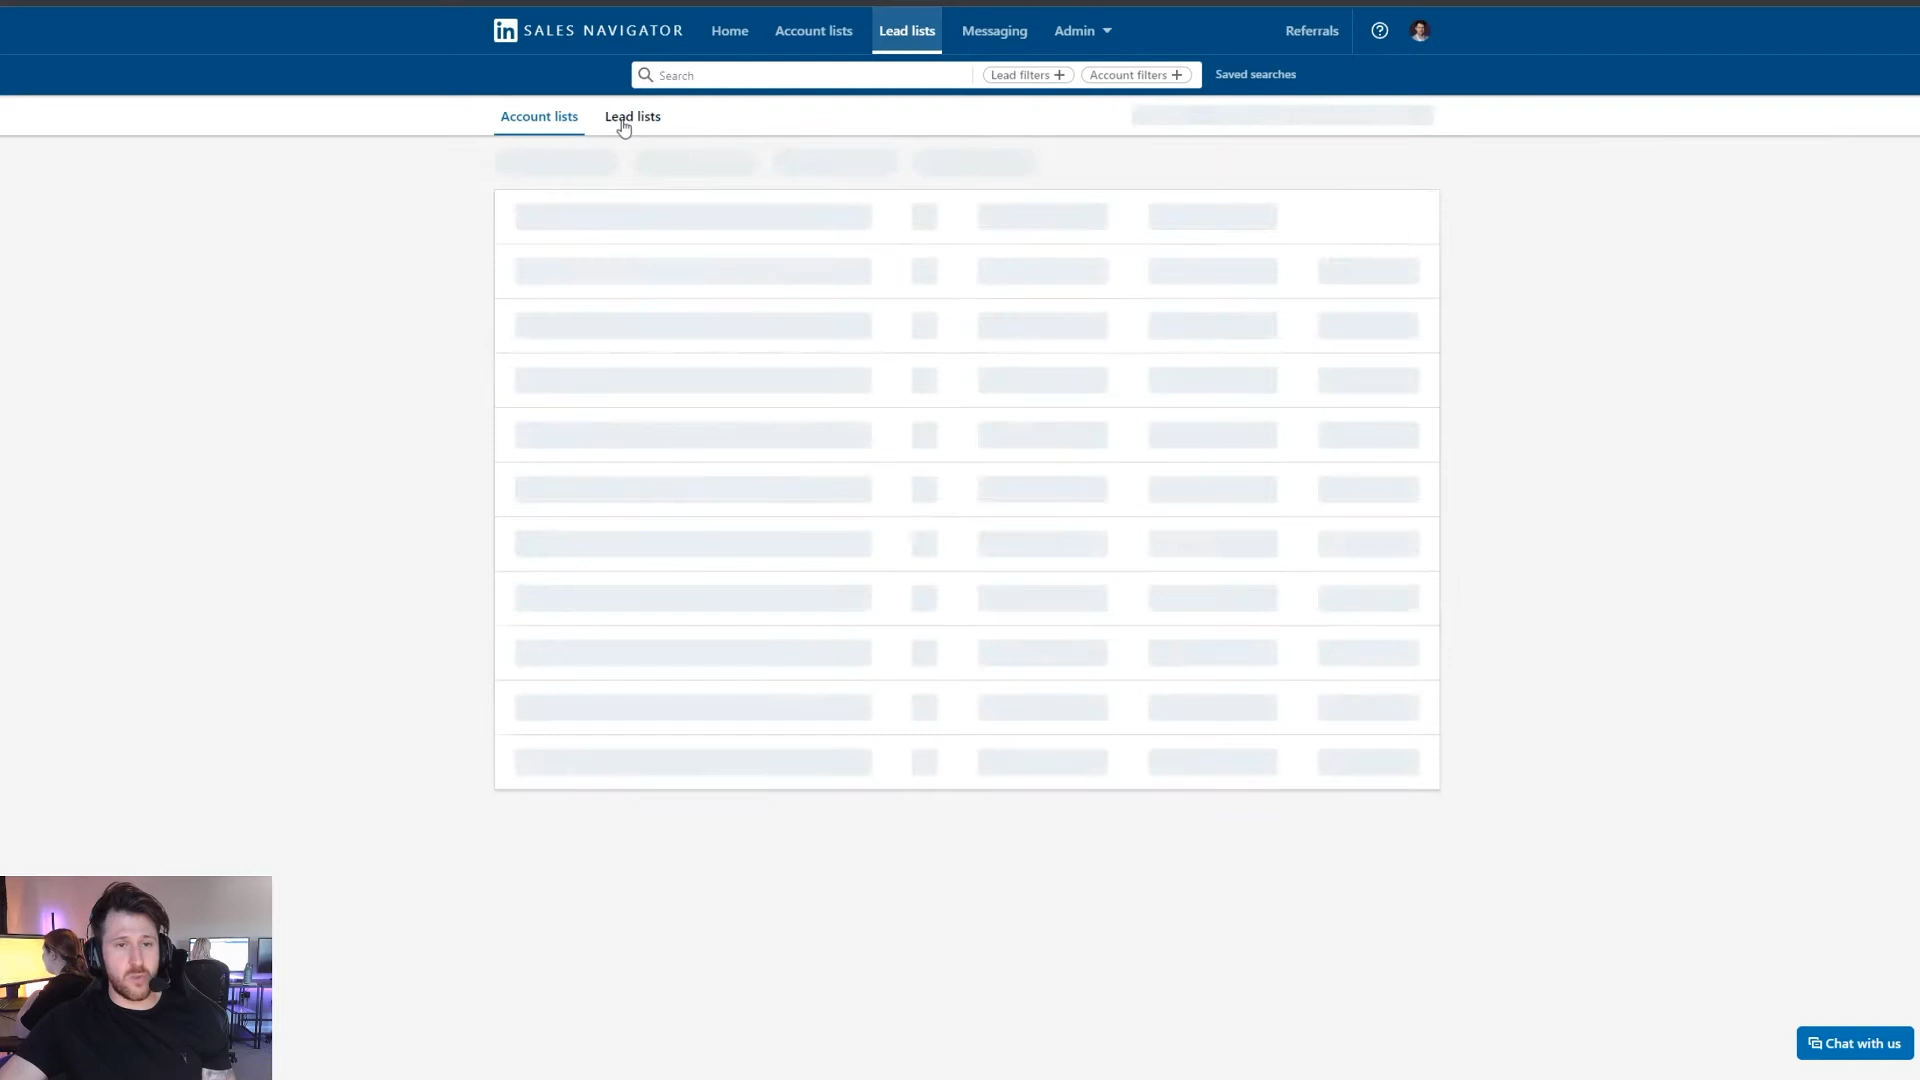 in SALES NAVIGATOR Home Account lists Lead lists Messaging Admin Referrals
Search Lead filters + Account filters + Saved searches
Account lists Lead lists
Chat with us